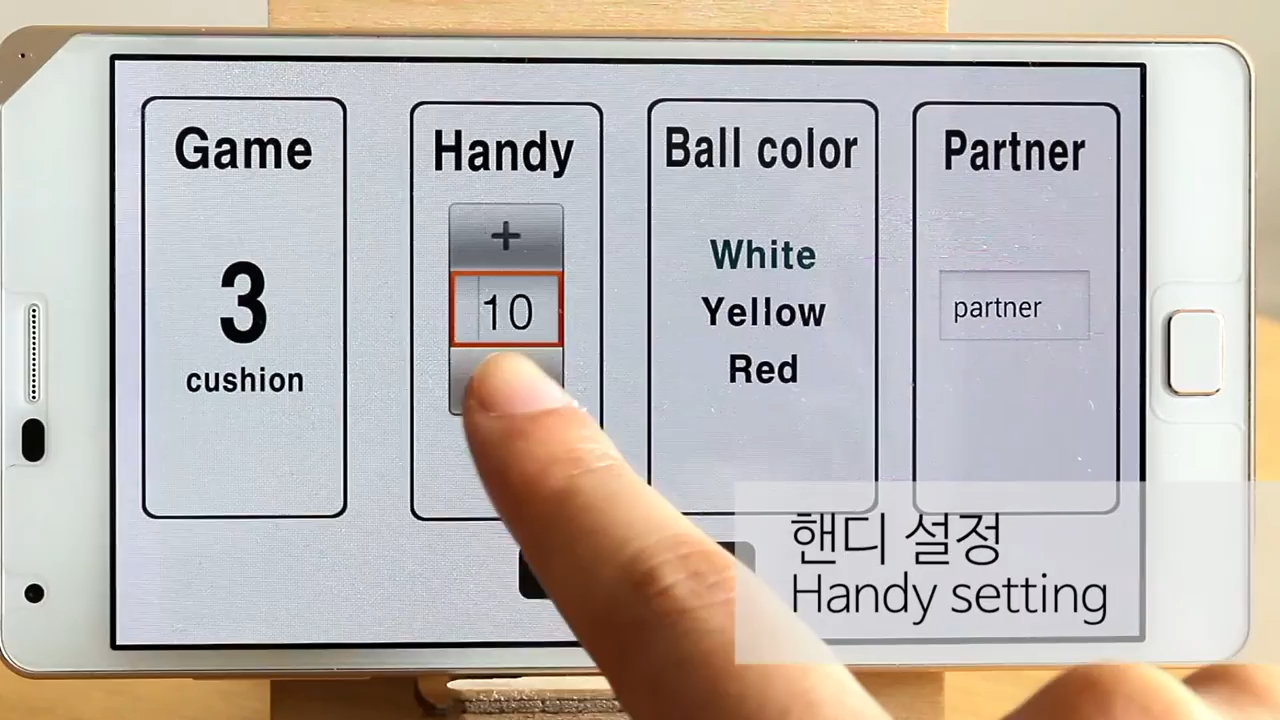 Game
3
cushion
Handy
+
10
Ball color
White
Yellow
Red
Partner
partner
핸디 설정
Handy setting